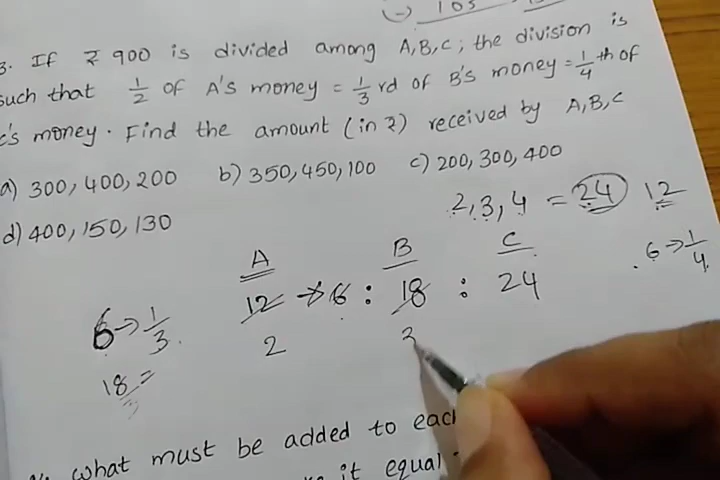 (-) 105
3. If ₹ 900 is divided among A, B, C; the division is
such that 1/2 of A's money = 1/3 rd of B's money = 1/4 th of
c's money. Find the amount (in ₹) received by A, B, C
a) 300, 400, 200 b) 350, 450, 100 c) 200, 300, 400
d) 400, 150, 130
2, 3, 4 = 24 12
6 → 1/4
A B C
12 → 6 : 18 : 24
6 → 1/3
2 3
18 =
what must be added to each
it equal